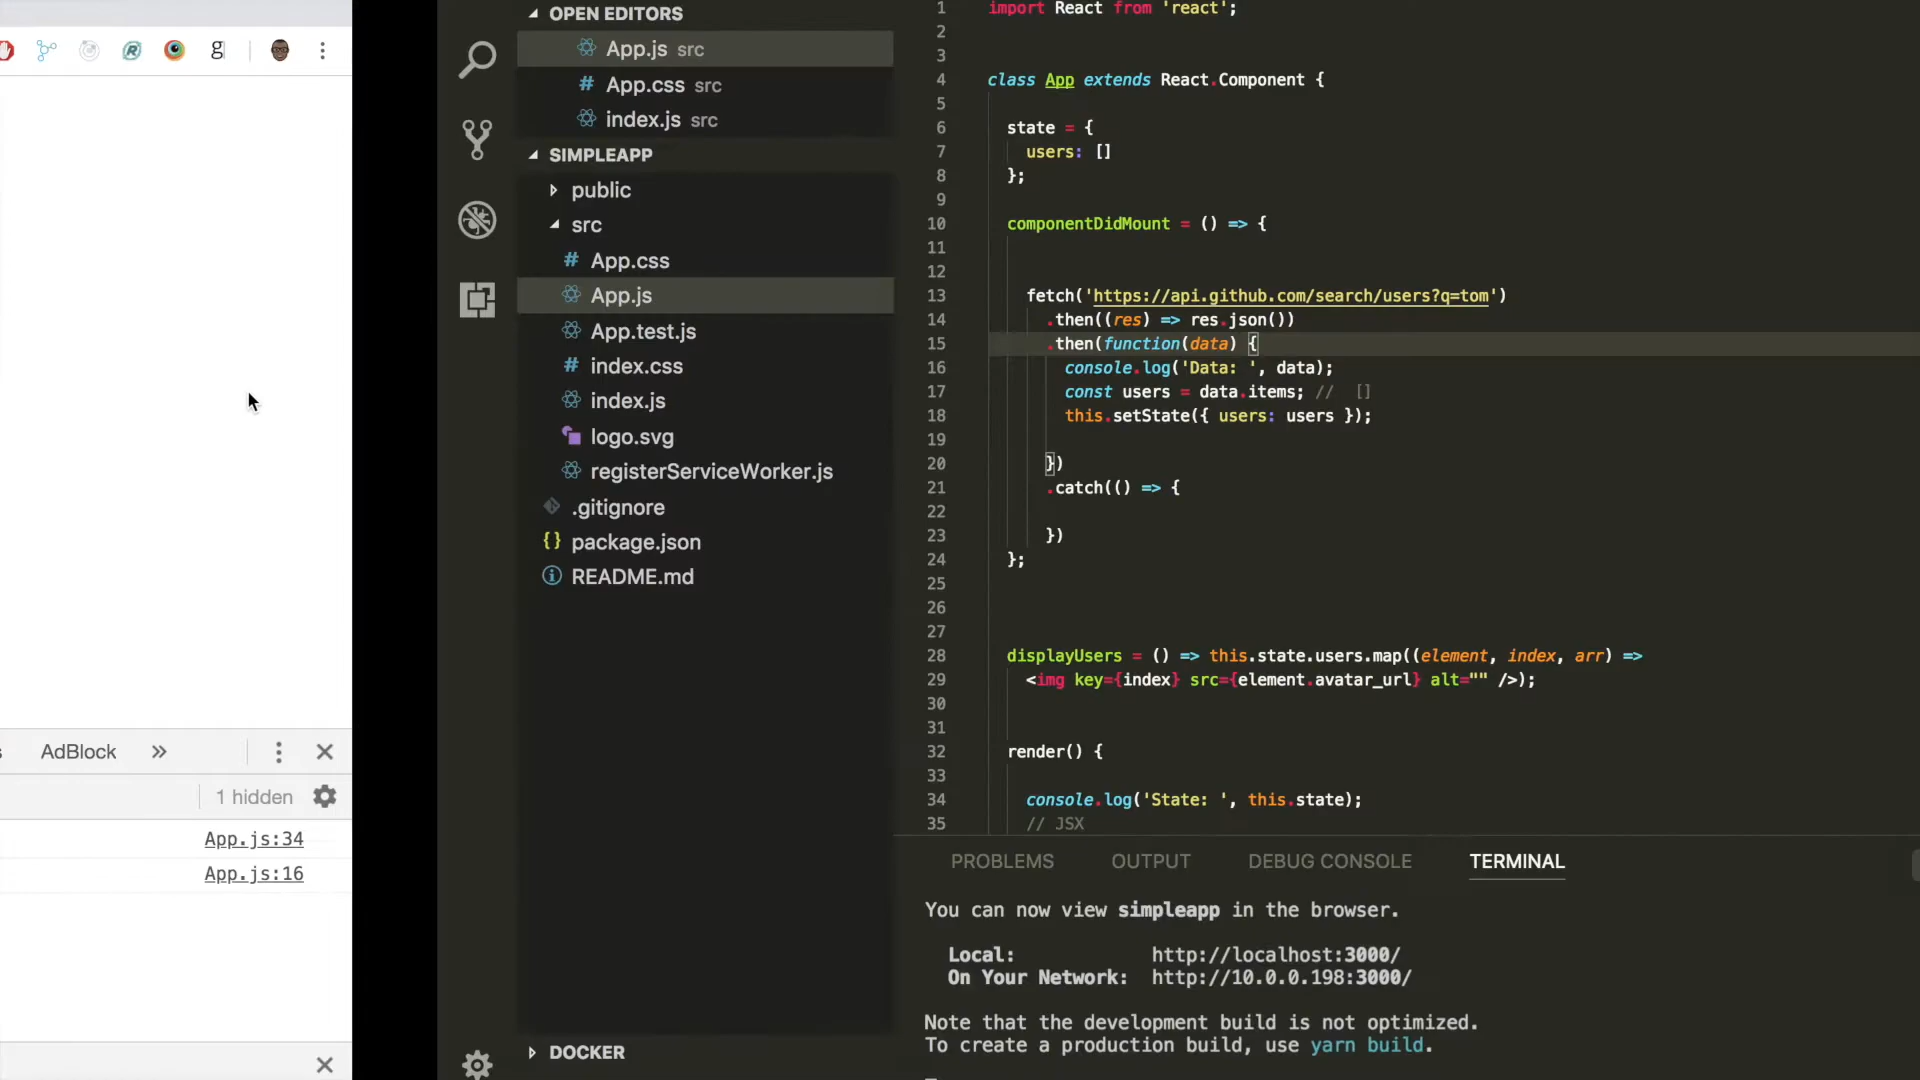 g
AdBlock »
1 hidden
App.js:34
App.js:16
OPEN EDITORS
App.js src
# App.css src
index.js src
SIMPLEAPP
public
src
# App.css
App.js
App.test.js
# index.css
index.js
logo.svg
registerServiceWorker.js
.gitignore
{} package.json
README.md
DOCKER
1 import React from 'react';
2
3
4 class App extends React.Component {
5
6 state = {
7 users: []
8 };
9
10 componentDidMount = () => {
11
12
13 fetch('https://api.github.com/search/users?q=tom')
14 .then((res) => res.json())
15 .then(function(data) {
16 console.log('Data: ', data);
17 const users = data.items; // []
18 this.setState({ users: users });
19
20 })
21 .catch(() => {
22
23 })
24 };
25
26
27
28 displayUsers = () => this.state.users.map((element, index, arr) =>
29 <img key={index} src={element.avatar_url} alt="" />);
30
31
32 render() {
33
34 console.log('State: ', this.state);
35 // JSX
PROBLEMS OUTPUT DEBUG CONSOLE TERMINAL
You can now view simpleapp in the browser.
Local: http://localhost:3000/
On Your Network: http://10.0.0.198:3000/
Note that the development build is not optimized.
To create a production build, use yarn build.